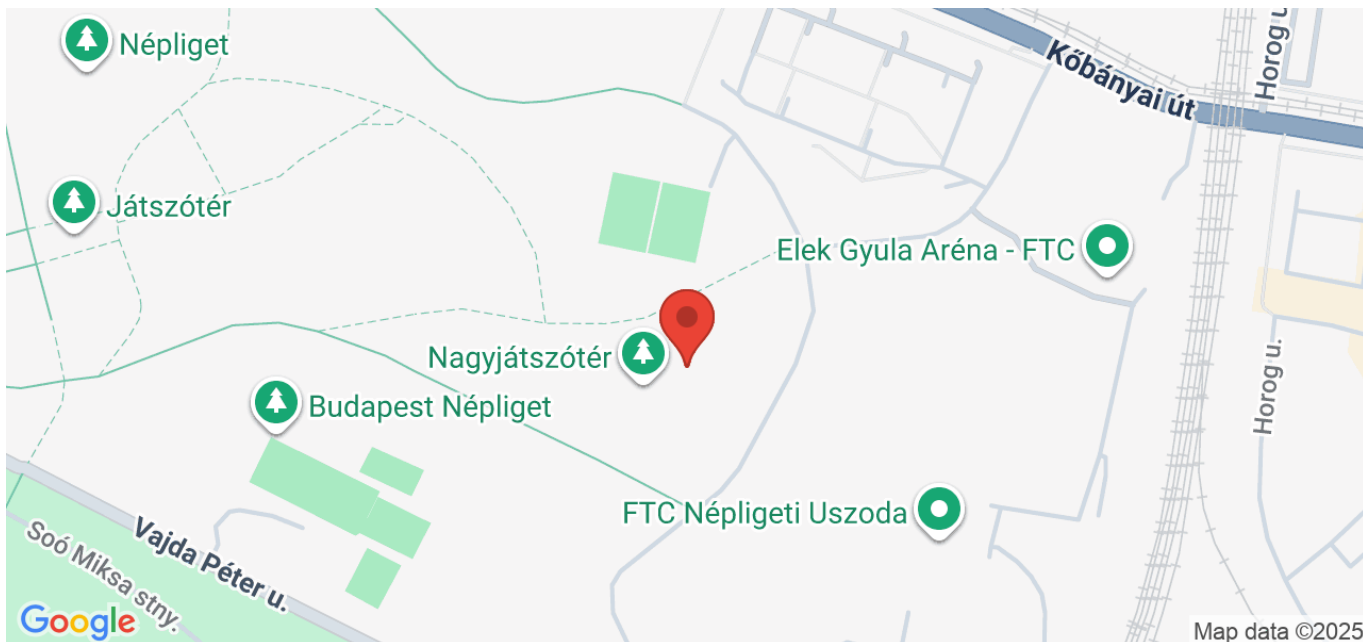 Népliget
Kőbányai út
Horog u.
Játszótér
Elek Gyula Aréna - FTC
Nagyjátszótér
Budapest Népliget
Horog u.
FTC Népligeti Uszoda
Vajda Péter u.
Soó Miksa stny.
Google
Map data ©2025